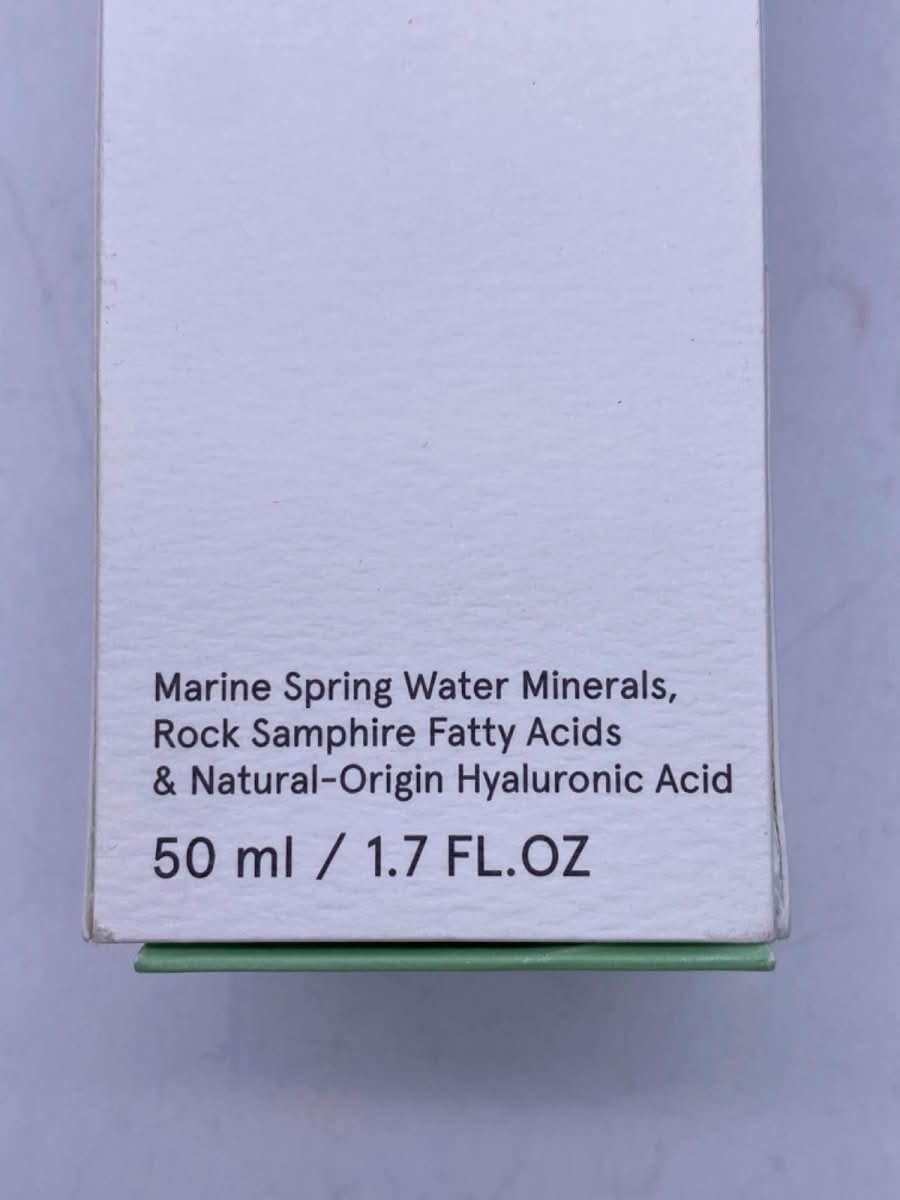 Marine Spring Water Minerals,
Rock Samphire Fatty Acids
& Natural-Origin Hyaluronic Acid
50 ml / 1.7 FL.OZ